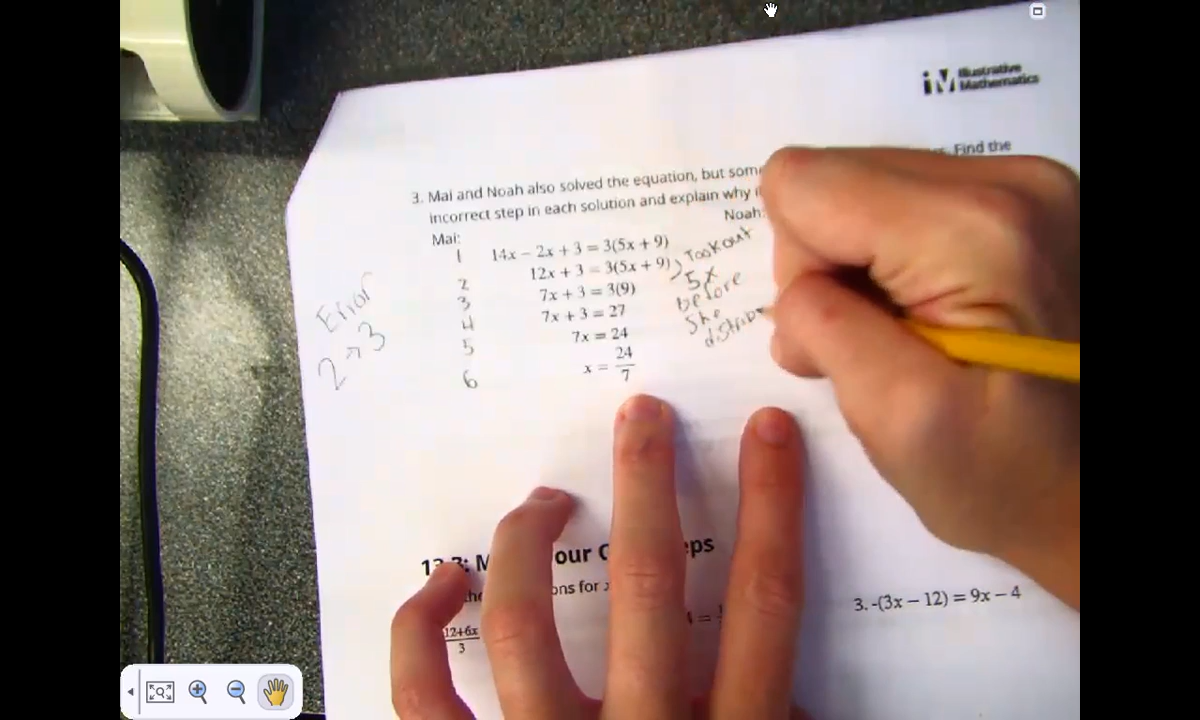 iM Illustrative
Mathematics
3. Mai and Noah also solved the equation, but som
Find the
incorrect step in each solution and explain why
Noah:
Mai:
1 14x − 2x + 3 = 3(5x + 9)
2 12x + 3 = 3(5x + 9)
3 7x + 3 = 3(9)
4 7x + 3 = 27
5 7x = 24
6 x = 24/7
Error
2 → 3
Took out
5x
before
she
distrib
our
eps
ons for
3. -(3x − 12) = 9x − 4
12+6x
3